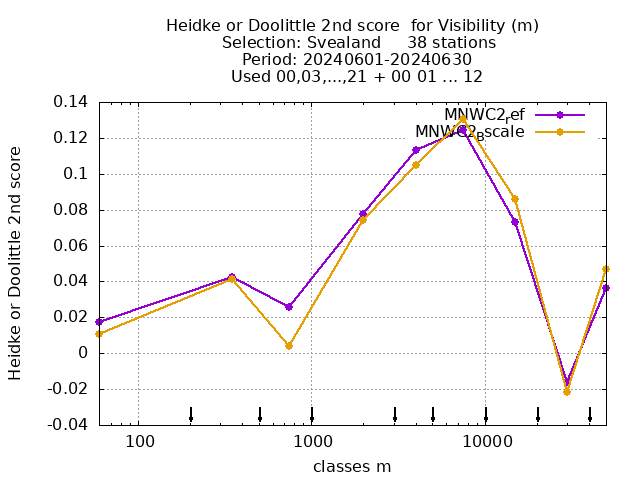 Heidke or Doolittle 2nd score  for Visibility (m)
Selection: Svealand     38 stations
Period: 20240601-20240630
Used 00,03,...,21 + 00 01 ... 12
MNWC2ref
MNWC2Bscale
0.14
0.12
0.1
0.08
0.06
0.04
0.02
0
-0.02
-0.04
Heidke or Doolittle 2nd score
100 1000 10000
classes m